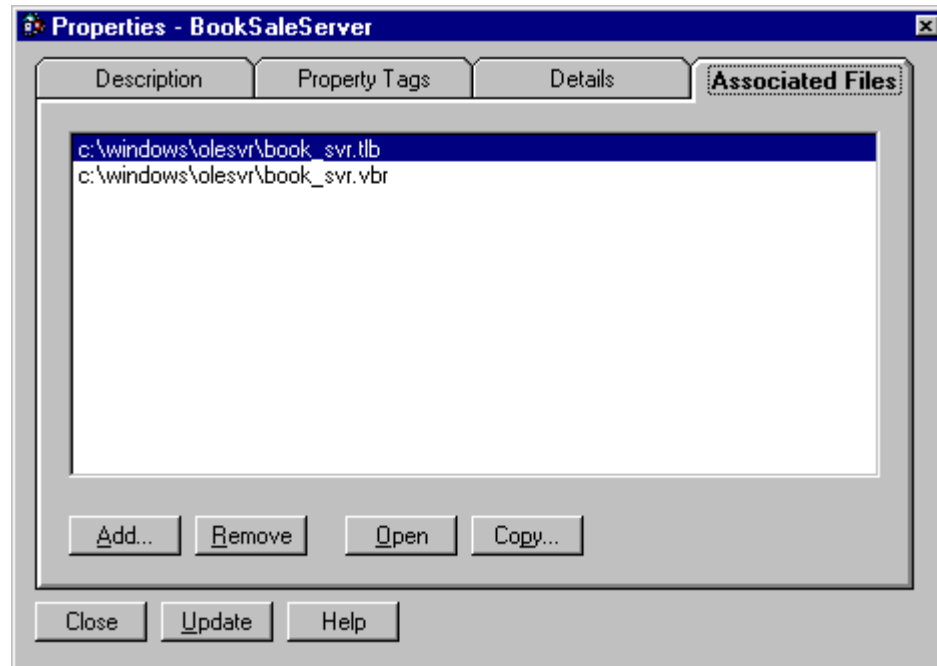 Properties - BookSaleServer
Description Property Tags Details Associated Files
c:\windows\olesvr\book_svr.tlb
c:\windows\olesvr\book_svr.vbr
Add... Remove Open Copy...
Close Update Help